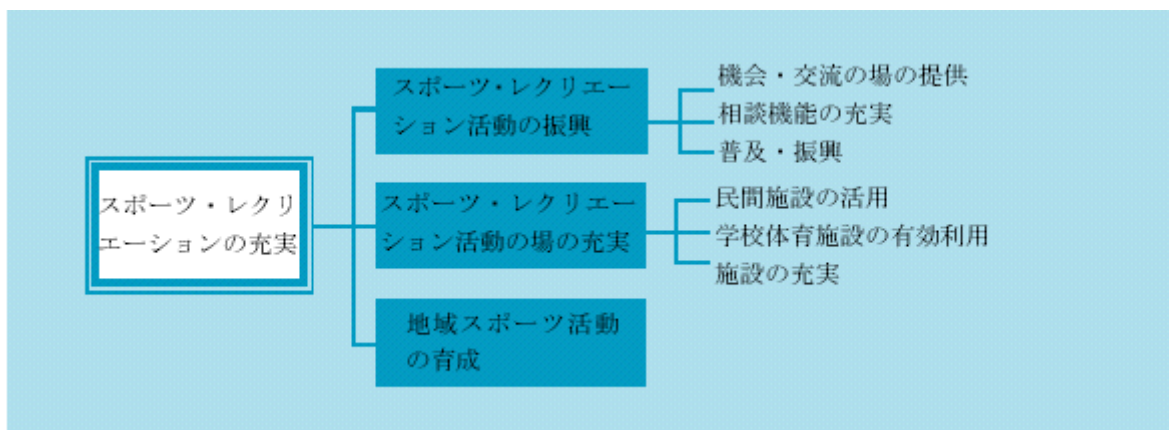 スポーツ・レクリ
エーションの充実
スポーツ・レクリエー
ション活動の振興
機会・交流の場の提供
相談機能の充実
普及・振興
スポーツ・レクリエー
ション活動の場の充実
民間施設の活用
学校体育施設の有効利用
施設の充実
地域スポーツ活動
の育成